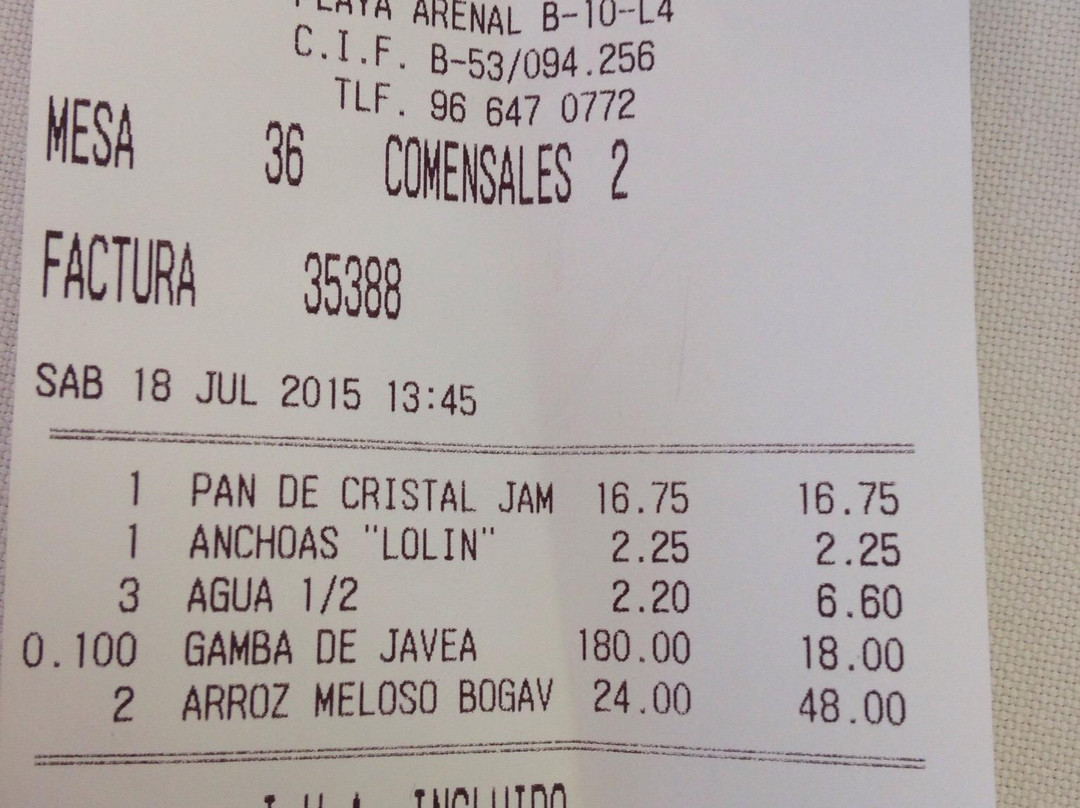 PLAYA ARENAL B-10-L4
C.I.F. B-53/094.256
TLF. 96 647 0772
MESA 36 COMENSALES 2
FACTURA 35388
SAB 18 JUL 2015 13:45
1 PAN DE CRISTAL JAM 16.75 16.75
1 ANCHOAS "LOLIN" 2.25 2.25
3 AGUA 1/2 2.20 6.60
0.100 GAMBA DE JAVEA 180.00 18.00
2 ARROZ MELOSO BOGAV 24.00 48.00
I.V.A. INCLUIDO